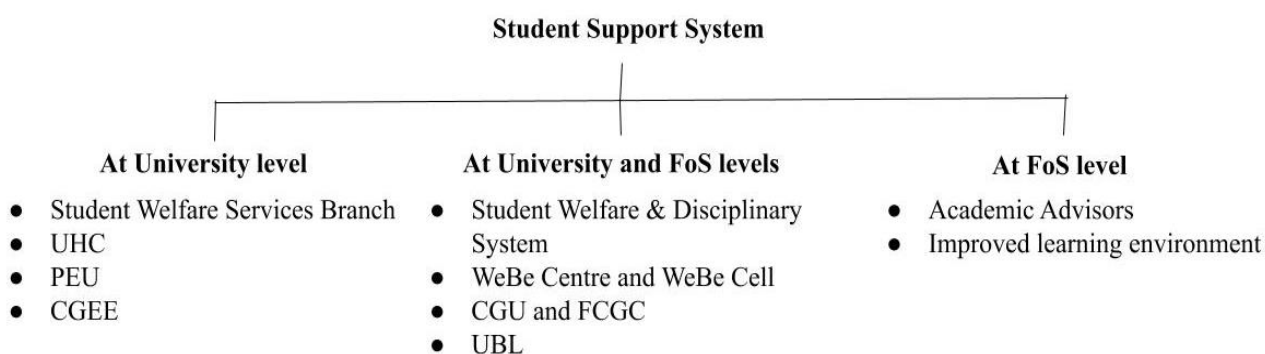 Student Support System
At University level
● Student Welfare Services Branch
● UHC
● PEU
● CGEE
At University and FoS levels
● Student Welfare & Disciplinary
System
● WeBe Centre and WeBe Cell
● CGU and FCGC
● UBL
At FoS level
● Academic Advisors
● Improved learning environment